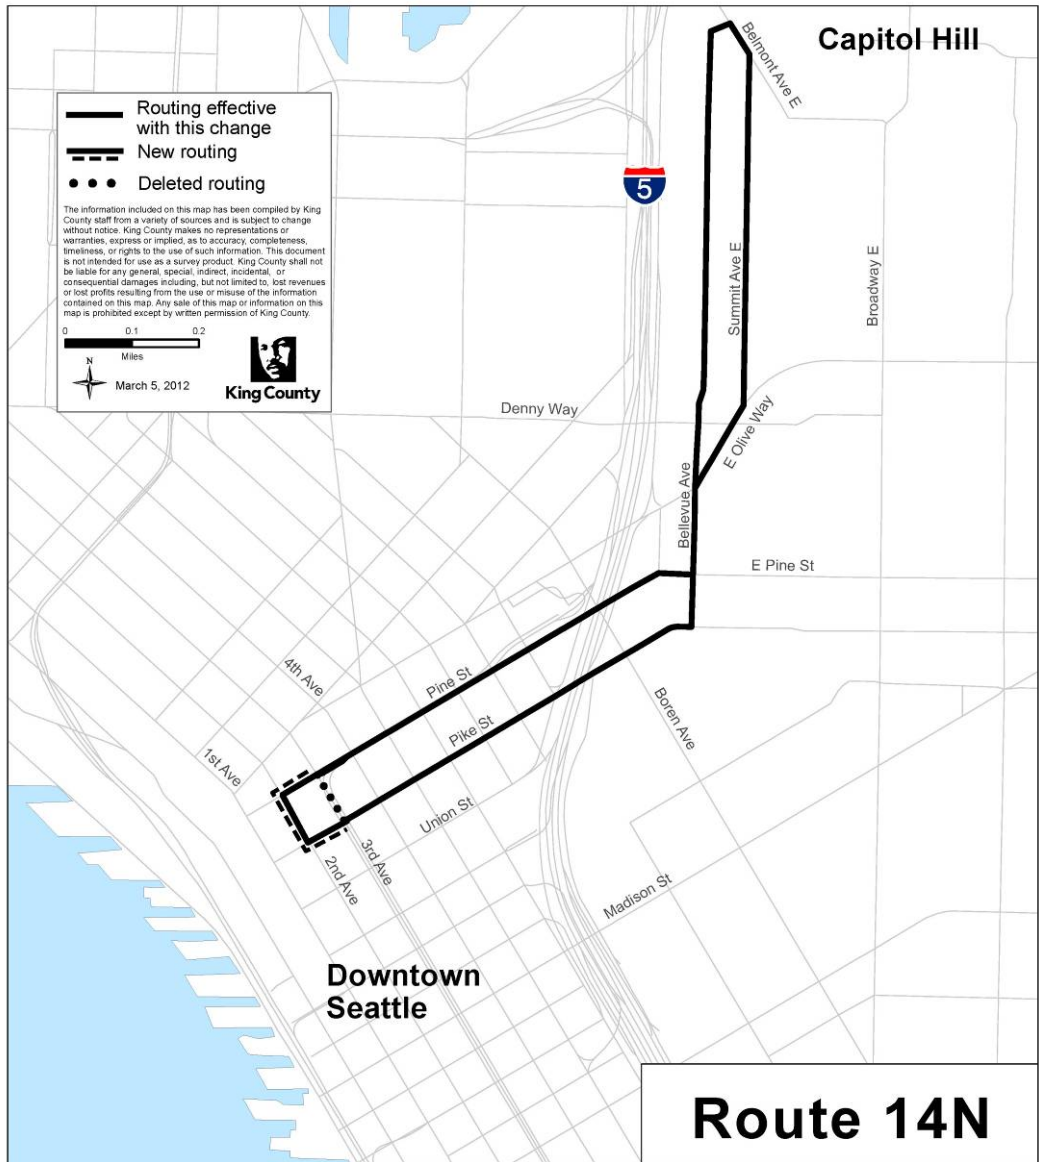 Capitol Hill
Belmont Ave E
Routing effective
with this change
New routing
Deleted routing
The information included on this map has been compiled by King
County staff from a variety of sources and is subject to change
without notice. King County makes no representations or
warranties, express or implied, as to accuracy, completeness,
timeliness, or rights to the use of such information. This document
is not intended for use as a survey product. King County shall not
be liable for any general, special, indirect, incidental, or
consequential damages including, but not limited to, lost revenues
or lost profits resulting from the use or misuse of the information
contained on this map. Any sale of this map or information on this
map is prohibited except by written permission of King County.
0 0.1 0.2
Miles
N
March 5, 2012
King County
5
Summit Ave E
Broadway E
Denny Way
E Olive Way
Bellevue Ave
E Pine St
4th Ave
Pine St
Boren Ave
Pike St
1st Ave
Union St
3rd Ave
2nd Ave
Madison St
Downtown
Seattle
Route 14N